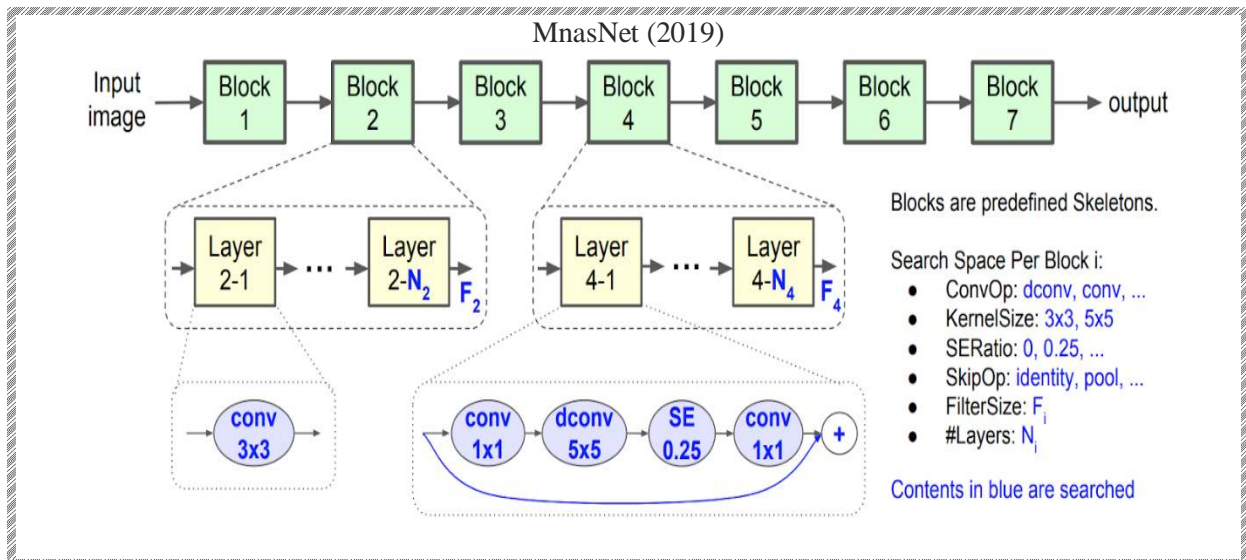 MnasNet (2019)
Input
image
Block
1
Block
2
Block
3
Block
4
Block
5
Block
6
Block
7
output
Layer
2-1
...
Layer
2-N₂
F₂
Layer
4-1
...
Layer
4-N₄
F₄
conv
3x3
conv
1x1
dconv
5x5
SE
0.25
conv
1x1
+
Blocks are predefined Skeletons.
Search Space Per Block i:
● ConvOp: dconv, conv, ...
● KernelSize: 3x3, 5x5
● SERatio: 0, 0.25, ...
● SkipOp: identity, pool, ...
● FilterSize: Fᵢ
● #Layers: Nᵢ
Contents in blue are searched